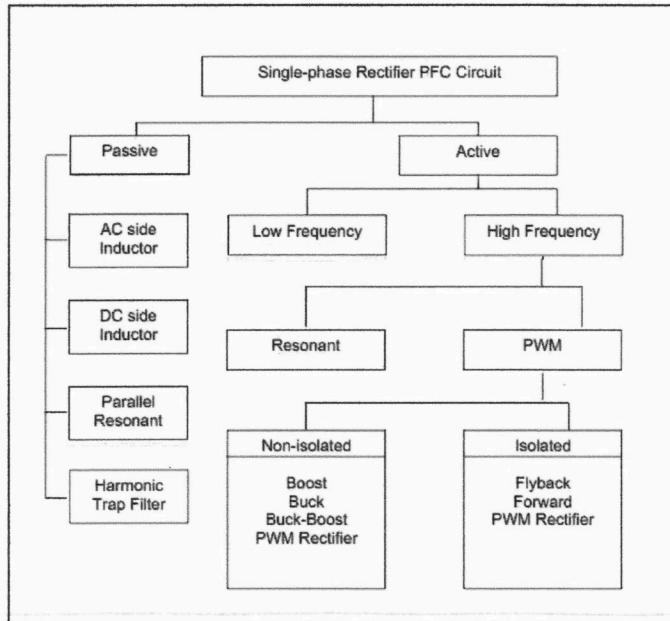 Single-phase Rectifier PFC Circuit
Passive
Active
AC side
Inductor
Low Frequency
High Frequency
DC side
Inductor
Resonant
PWM
Parallel
Resonant
Non-isolated
Boost
Buck
Buck-Boost
PWM Rectifier
Isolated
Flyback
Forward
PWM Rectifier
Harmonic
Trap Filter